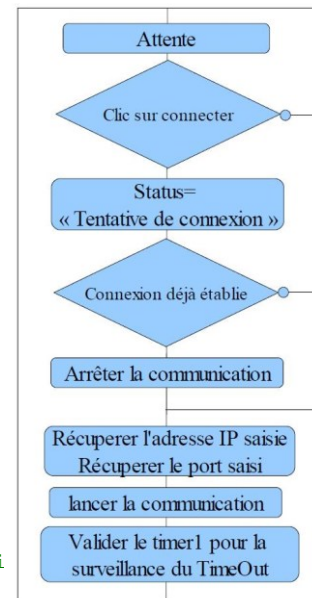 Attente
Clic sur connecter
Status=
« Tentative de connexion »
Connexion déjà établie
Arrêter la communication
Récuperer l'adresse IP saisie
Récuperer le port saisi
lancer la communication
Valider le timer1 pour la
surveillance du TimeOut
i